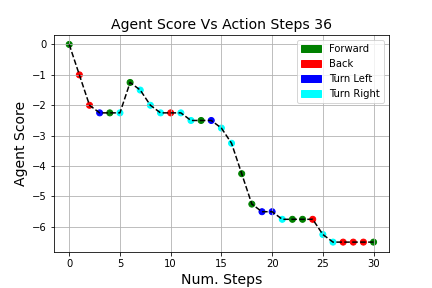 Agent Score Vs Action Steps 36
Forward
Back
Turn Left
Turn Right
Agent Score
0
−1
−2
−3
−4
−5
−6
0 5 10 15 20 25 30
Num. Steps